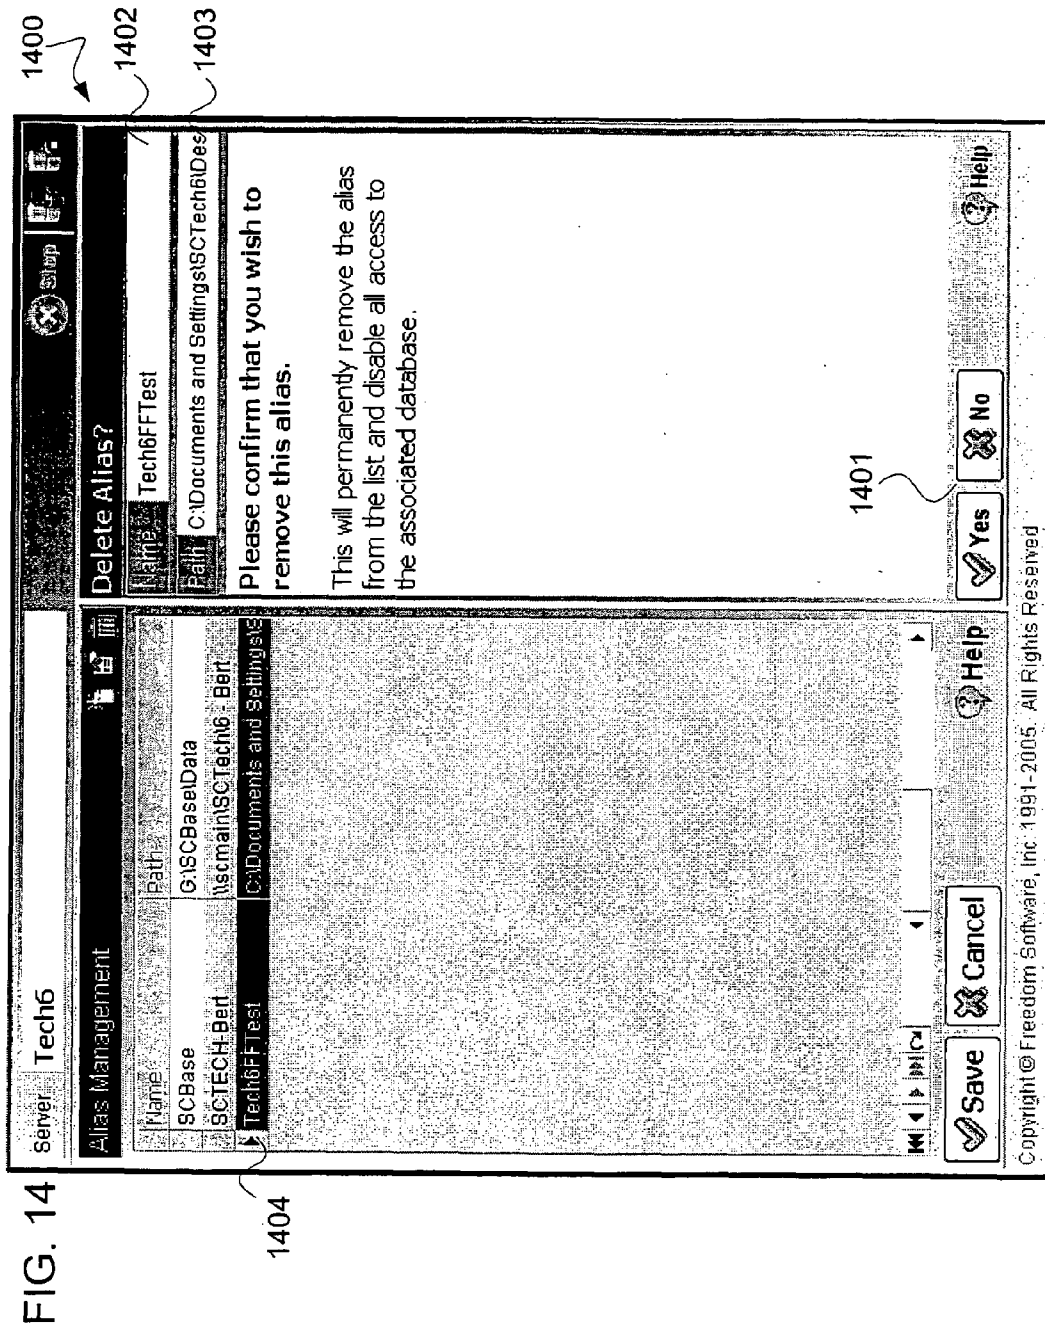 FIG. 14
1400
1402
1403
Server Tech6
Stop
Alias Management
Delete Alias?
Name Path
SCBase G:\SCBase\Data
SCTECH-Bert \\scmain\SCTech\6 - Bert
Tech6FFTest C:\Documents and Settings\S
1404
Name Tech6FFTest
Path C:\Documents and Settings\SCTech6\Des
Please confirm that you wish to
remove this alias.
This will permanently remove the alias
from the list and disable all access to
the associated database.
1401
Save Cancel Help
Yes No Help
Copyright © Freedom Software, Inc 1991-2005. All Rights Reserved